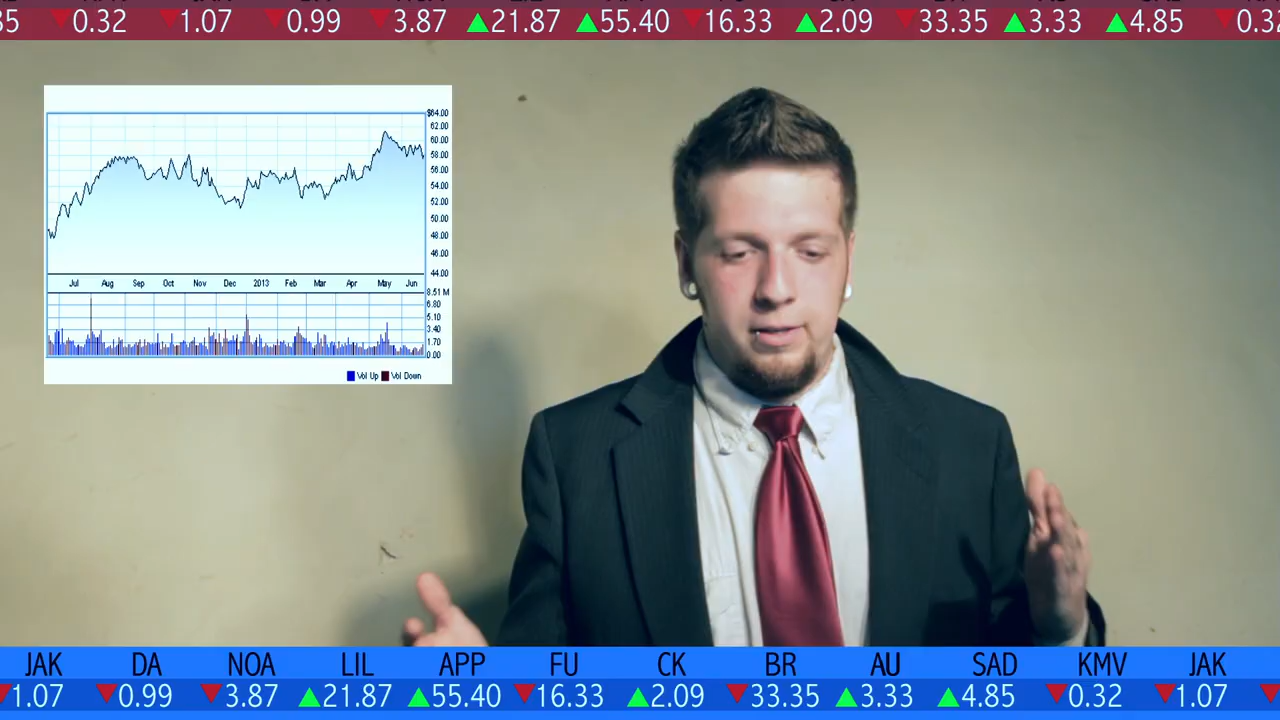 35 ▼0.32 ▼1.07 ▼0.99 ▼3.87 ▲21.87 ▲55.40 ▼16.33 ▲2.09 ▼33.35 ▲3.33 ▲4.85 ▼0.32
$64.00
62.00
60.00
58.00
56.00
54.00
52.00
50.00
48.00
46.00
44.00
Jul Aug Sep Oct Nov Dec 2013 Feb Mar Apr May Jun
8.51 M
6.80
5.10
3.40
1.70
0.00
Vol Up Vol Down
JAK DA NOA LIL APP FU CK BR AU SAD KMV JAK
▼1.07 ▼0.99 ▼3.87 ▲21.87 ▲55.40 ▼16.33 ▲2.09 ▼33.35 ▲3.33 ▲4.85 ▼0.32 ▼1.07 ▼